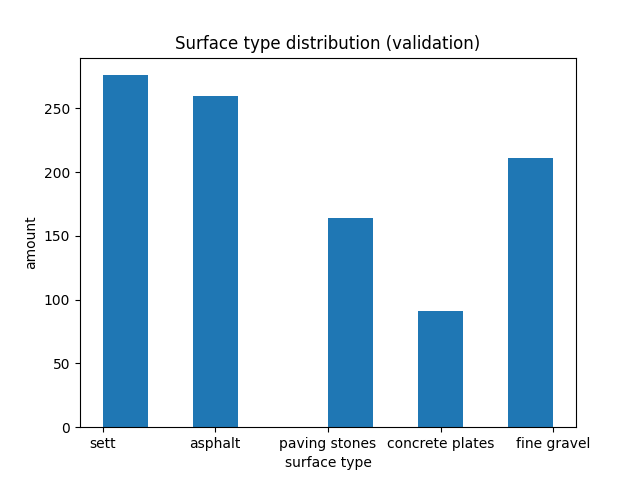 Surface type distribution (validation)
250
200
150
100
50
0
amount
sett asphalt paving stones concrete plates fine gravel
surface type